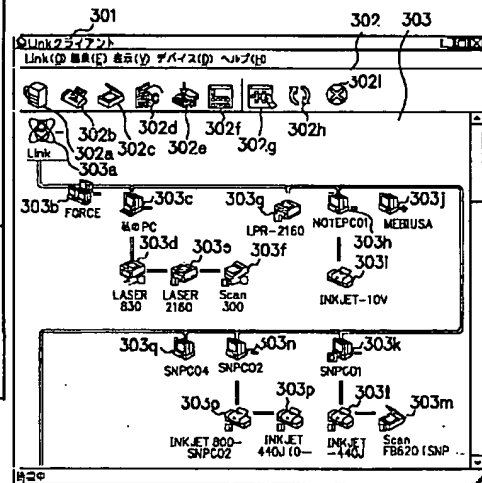 301
302
303
Linkクライアント
Link(O) 編集(E) 表示(V) デバイス(D) ヘルプ(H)
302a
302b
302c
302d
302e
302f
302g
302h
302l
303a
Link
303b
FORCE
303c
私のPC
303g
LPR-2160
NOTEPC01
303h
303j
MEBIUSA
303d
LASER 830
303e
LASER 2160
303f
Scan 300
303i
INKJET-10V
303q
SNPC04
303n
SNPC02
303k
SNPC01
303o
INKJET 800-SNPC02
303p
INKJET 440J(0-
303l
INKJET -440J
303m
Scan FB620[SNP